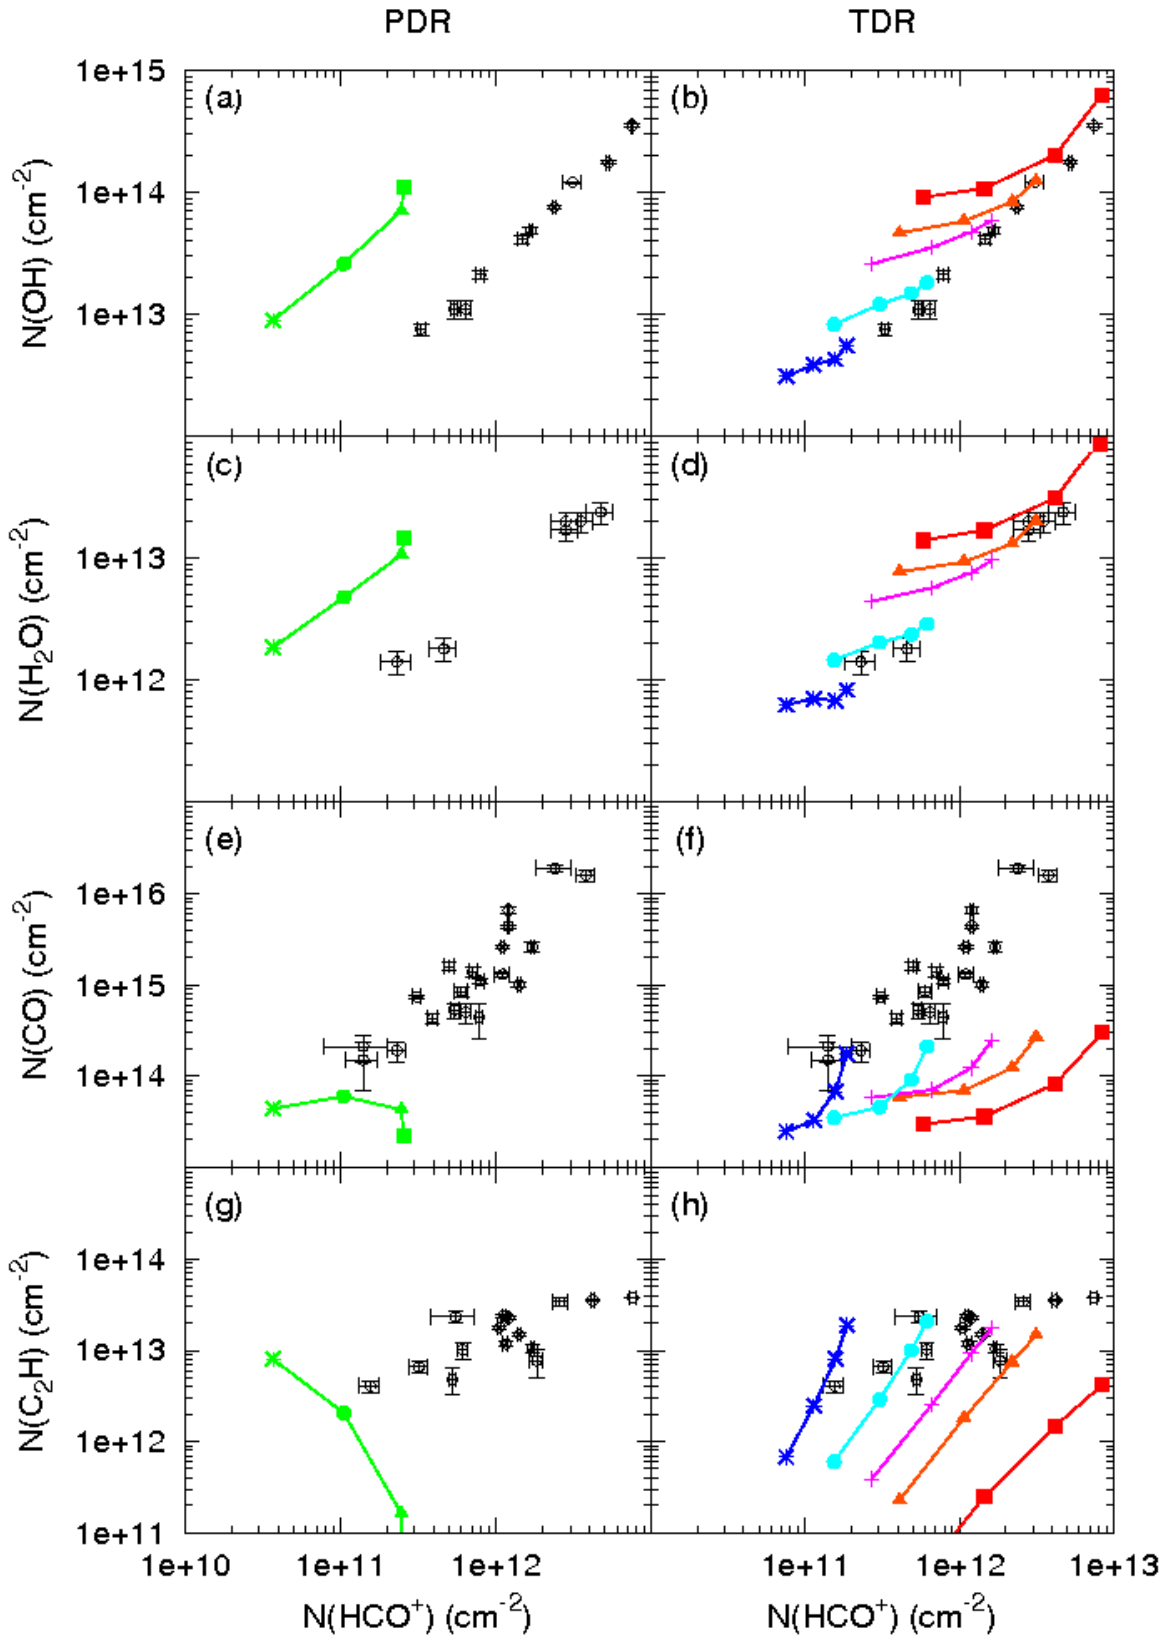 PDR TDR
1e+15
(a) (b)
1e+14
N(OH) (cm⁻²)
1e+13
(c) (d)
1e+13
N(H₂O) (cm⁻²)
1e+12
(e) (f)
1e+16
N(CO) (cm⁻²)
1e+15
1e+14
(g) (h)
1e+14
N(C₂H) (cm⁻²)
1e+13
1e+12
1e+11
1e+10 1e+11 1e+12 1e+11 1e+12 1e+13
N(HCO⁺) (cm⁻²) N(HCO⁺) (cm⁻²)